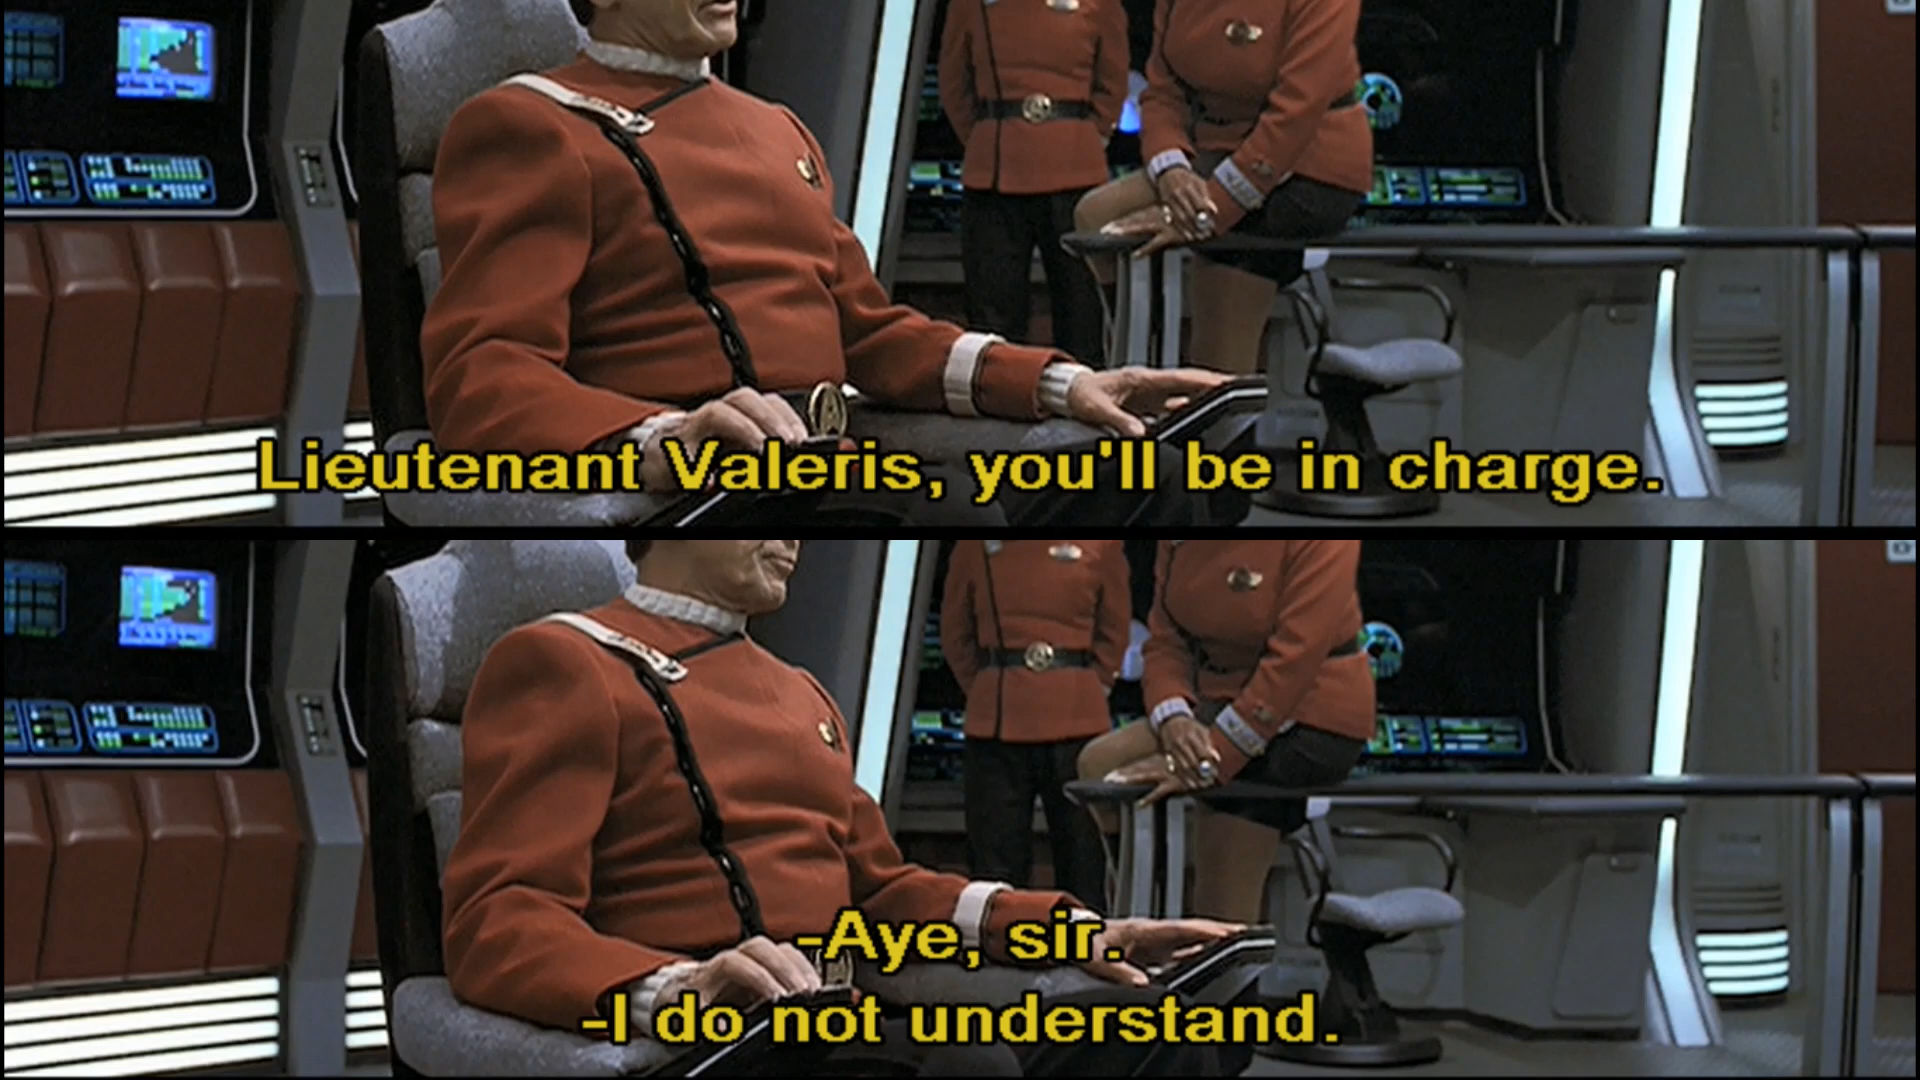 Lieutenant Valeris, you'll be in charge.
-Aye, sir.
-I do not understand.